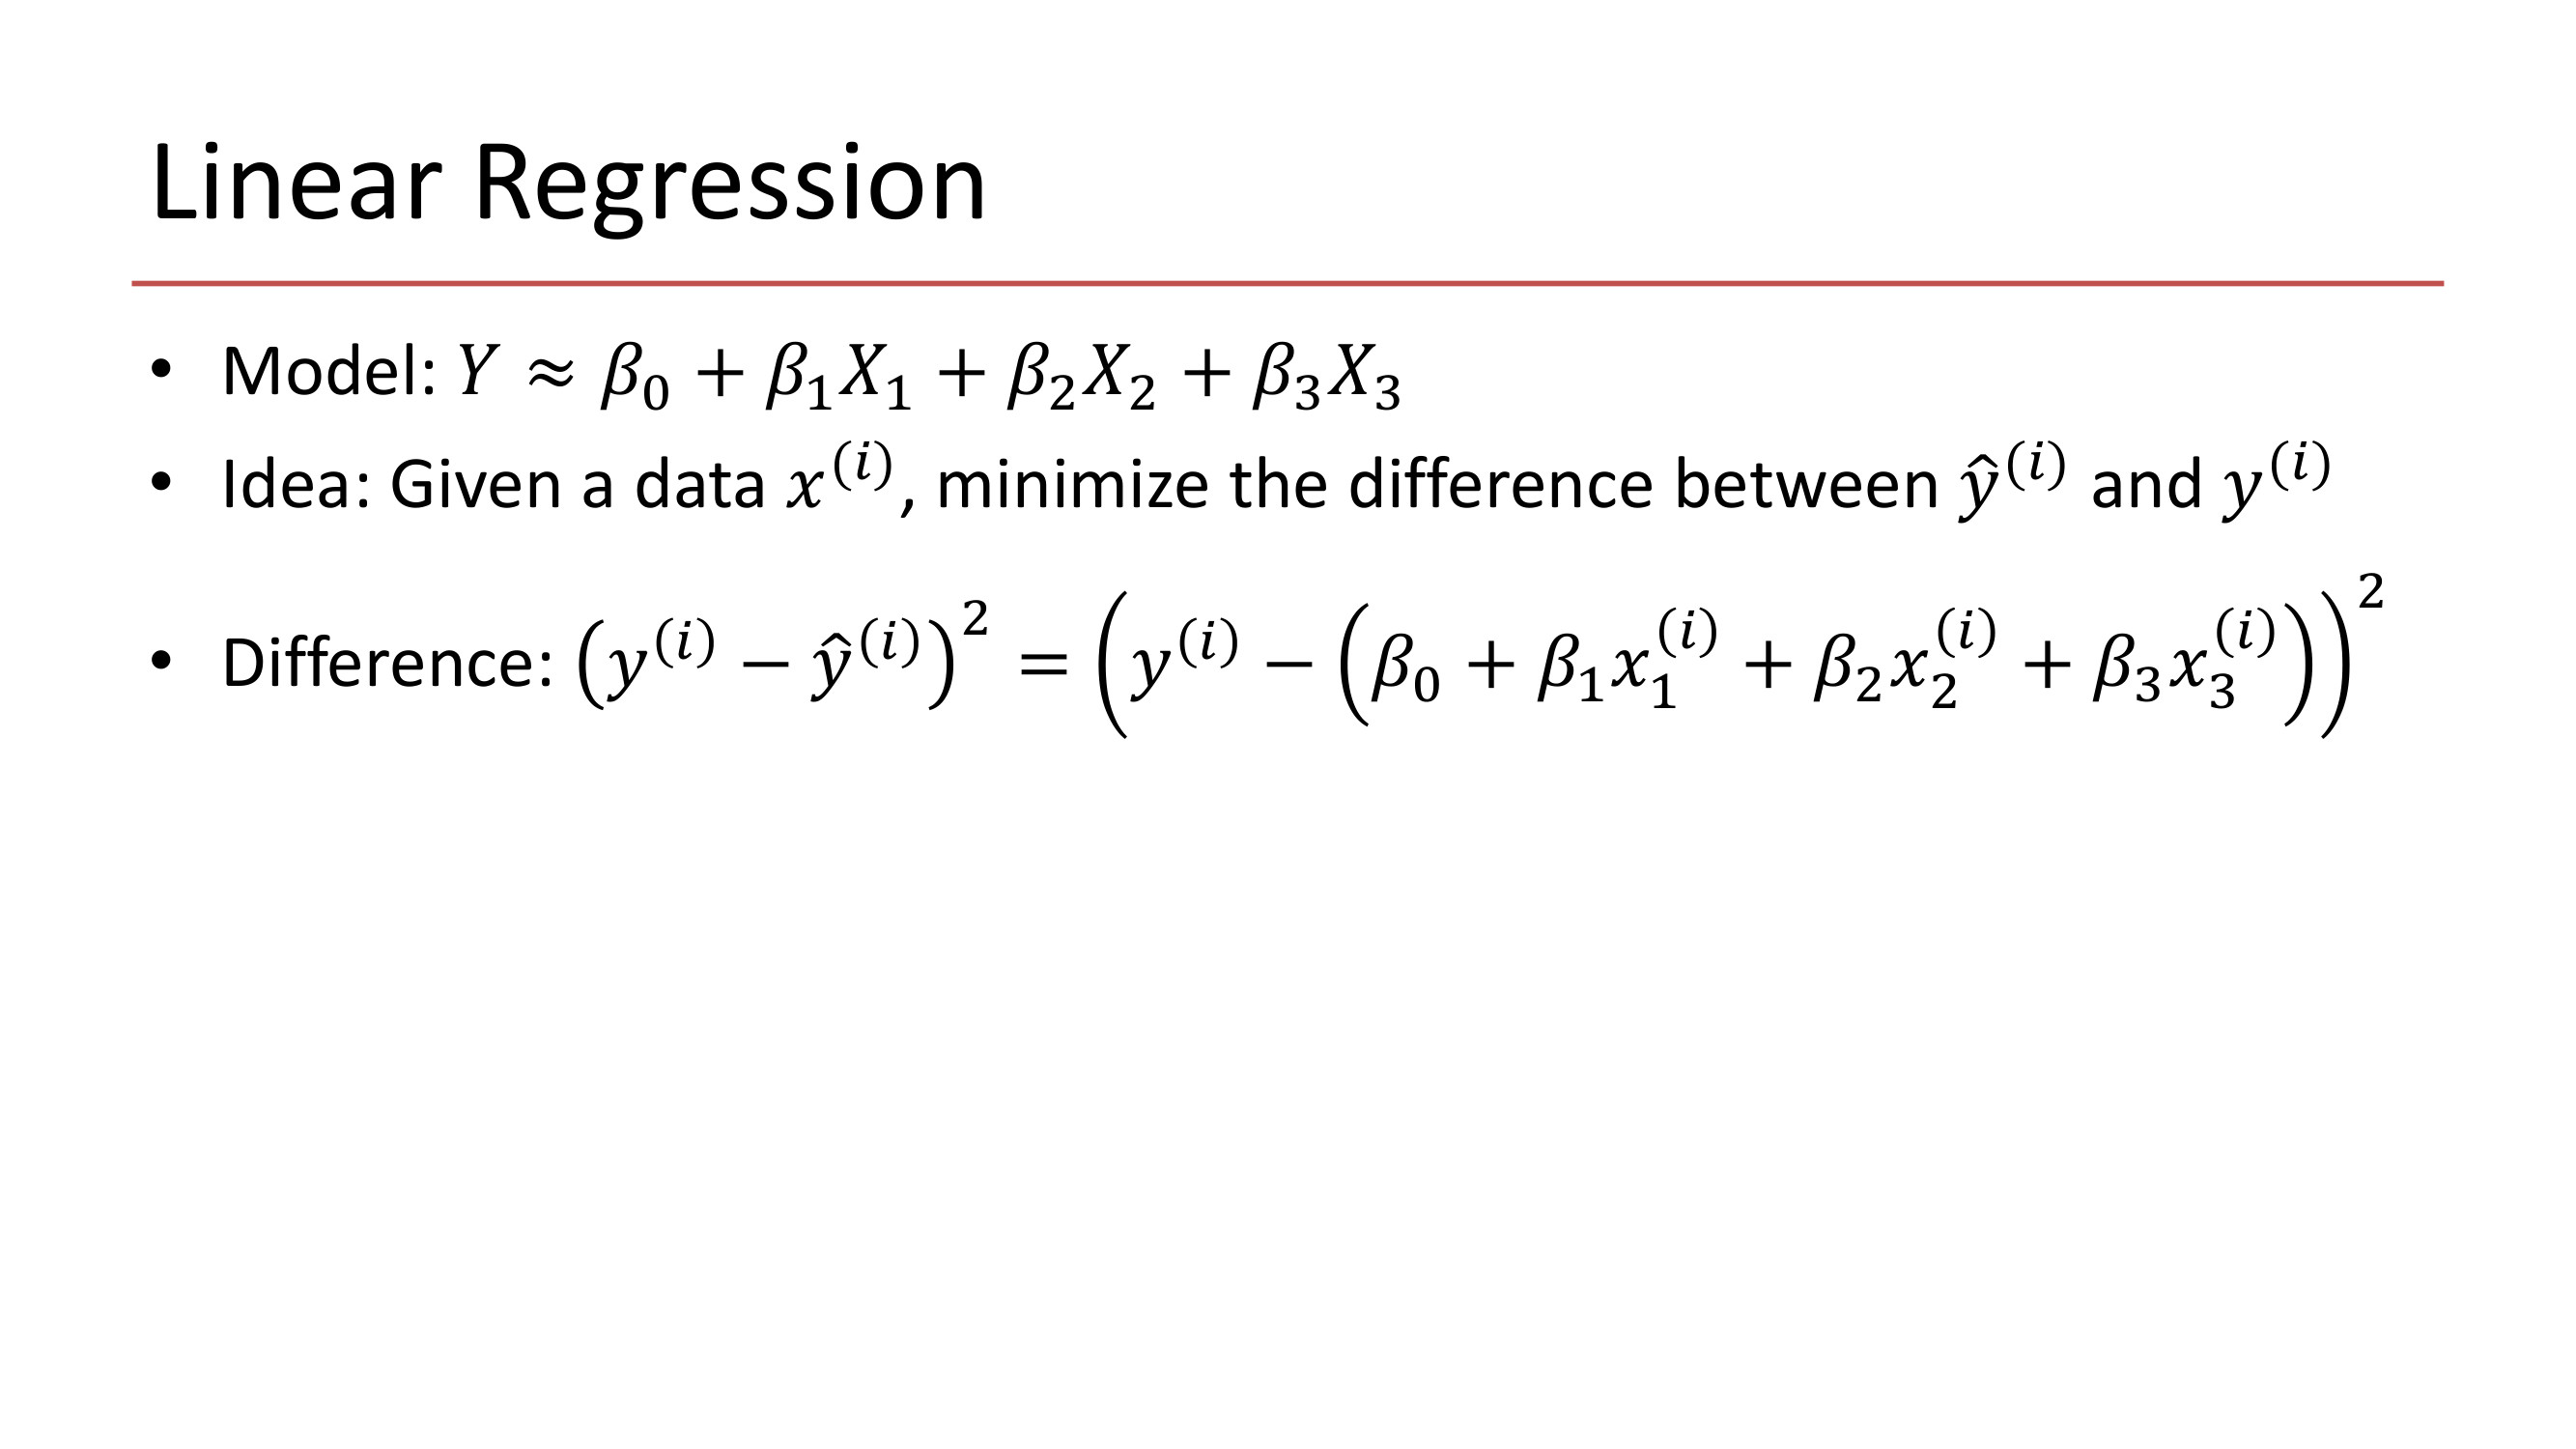 Linear Regression
• Model: $Y \approx \beta_0 + \beta_1 X_1 + \beta_2 X_2 + \beta_3 X_3$
• Idea: Given a data $x^{(i)}$, minimize the difference between $\hat{y}^{(i)}$ and $y^{(i)}$
• Difference: $\left(y^{(i)} - \hat{y}^{(i)}\right)^2 = \left(y^{(i)} - \left(\beta_0 + \beta_1 x_1^{(i)} + \beta_2 x_2^{(i)} + \beta_3 x_3^{(i)}\right)\right)^2$